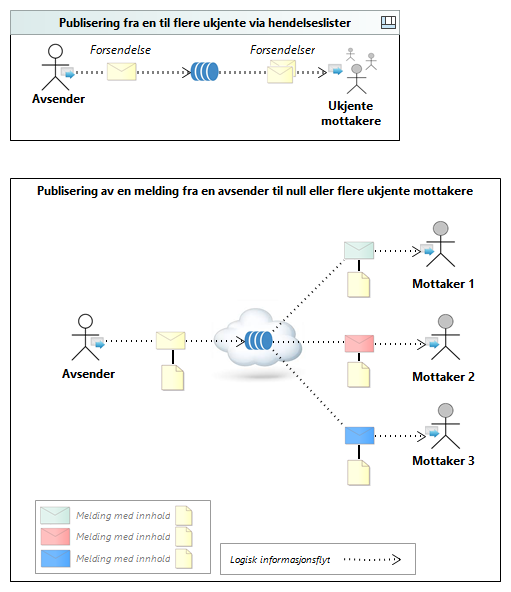 Publisering fra en til flere ukjente via hendelseslister
Forsendelse
Forsendelser
Avsender
Ukjente
mottakere
Publisering av en melding fra en avsender til null eller flere ukjente mottakere
Mottaker 1
Avsender
Mottaker 2
Mottaker 3
Melding med innhold
Melding med innhold
Melding med innhold
Logisk informasjonsflyt